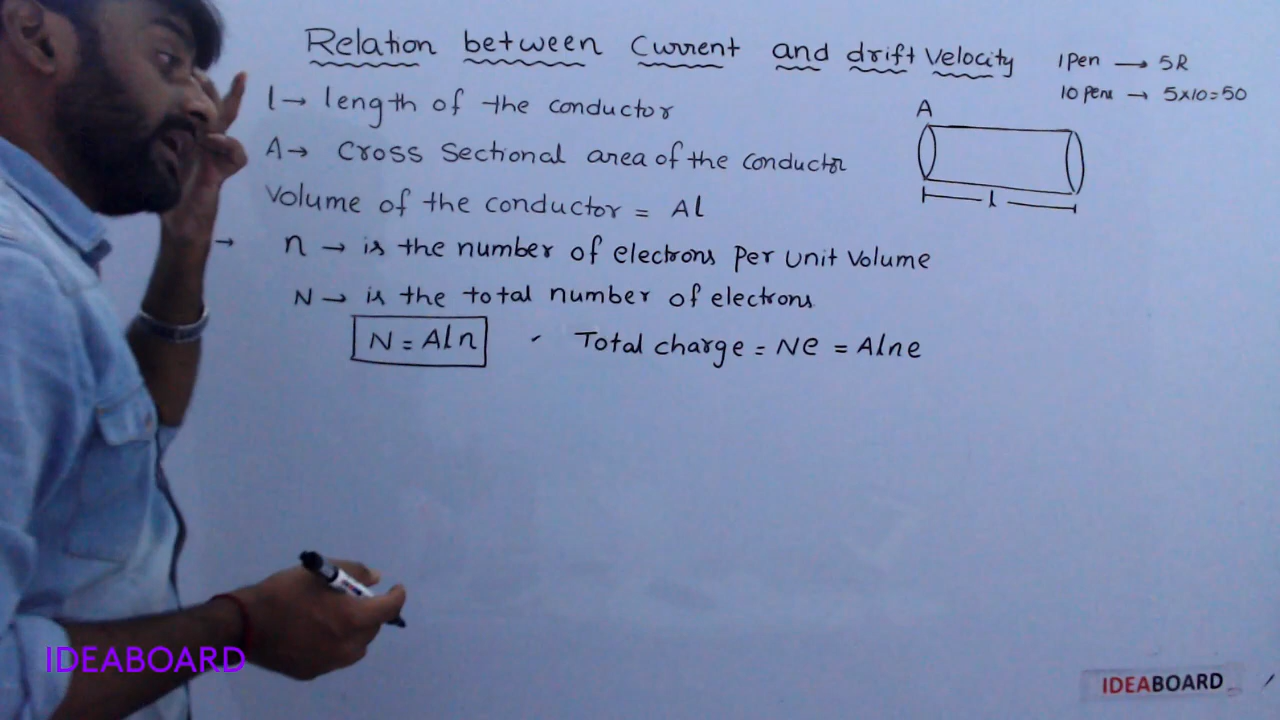 Relation between Current and drift velocity
1 Pen → 5R
10 pens → 5x10=50
l → length of the conductor
A → Cross Sectional area of the conductor
Volume of the conductor = Al
→ n → is the number of electrons Per unit Volume
N → is the total number of electrons
N = Aln
Total charge = Ne = Alne
A
l
IDEABOARD
IDEABOARD